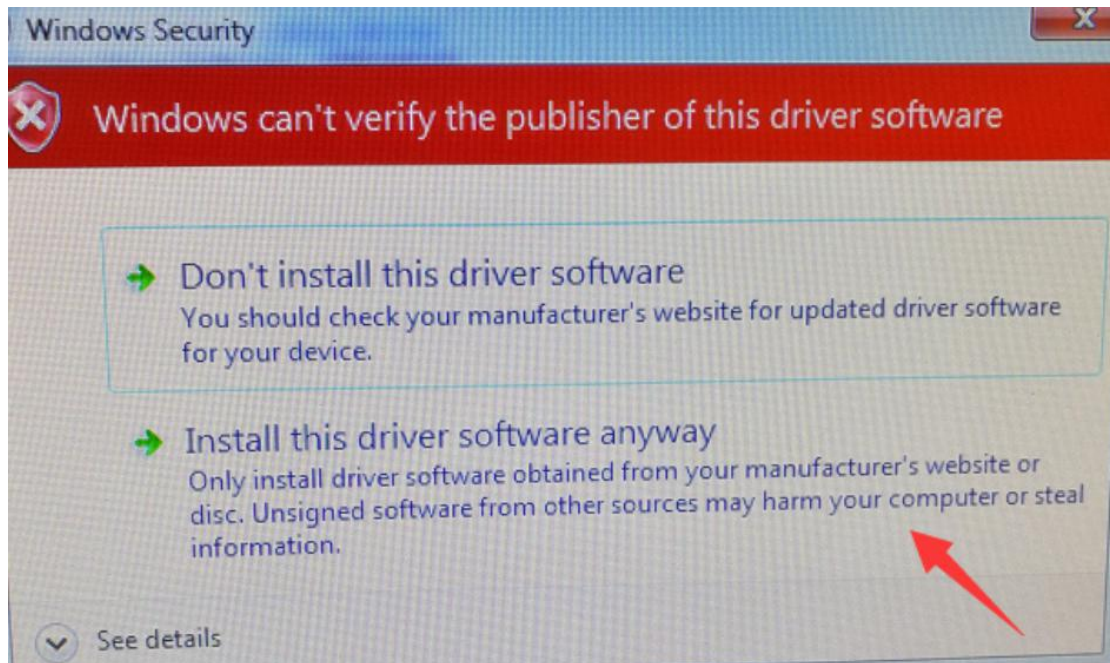 Windows Security
Windows can't verify the publisher of this driver software
Don't install this driver software
You should check your manufacturer's website for updated driver software
for your device.
Install this driver software anyway
Only install driver software obtained from your manufacturer's website or
disc. Unsigned software from other sources may harm your computer or steal
information.
See details